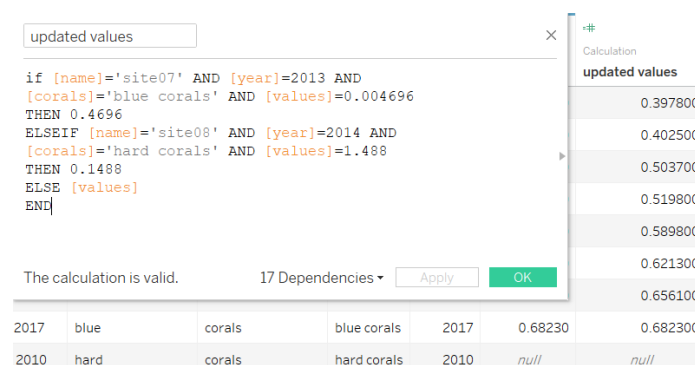 updated values
if [name]='site07' AND [year]=2013 AND
[corals]='blue corals' AND [values]=0.004696
THEN 0.4696
ELSEIF [name]='site08' AND [year]=2014 AND
[corals]='hard corals' AND [values]=1.488
THEN 0.1488
ELSE [values]
END
The calculation is valid.
17 Dependencies
Apply
OK
Calculation
updated values
0.397800
0.402500
0.503700
0.519800
0.589800
0.621300
0.656100
2017 blue corals blue corals 2017 0.68230 0.682300
2010 hard corals hard corals 2010 null null